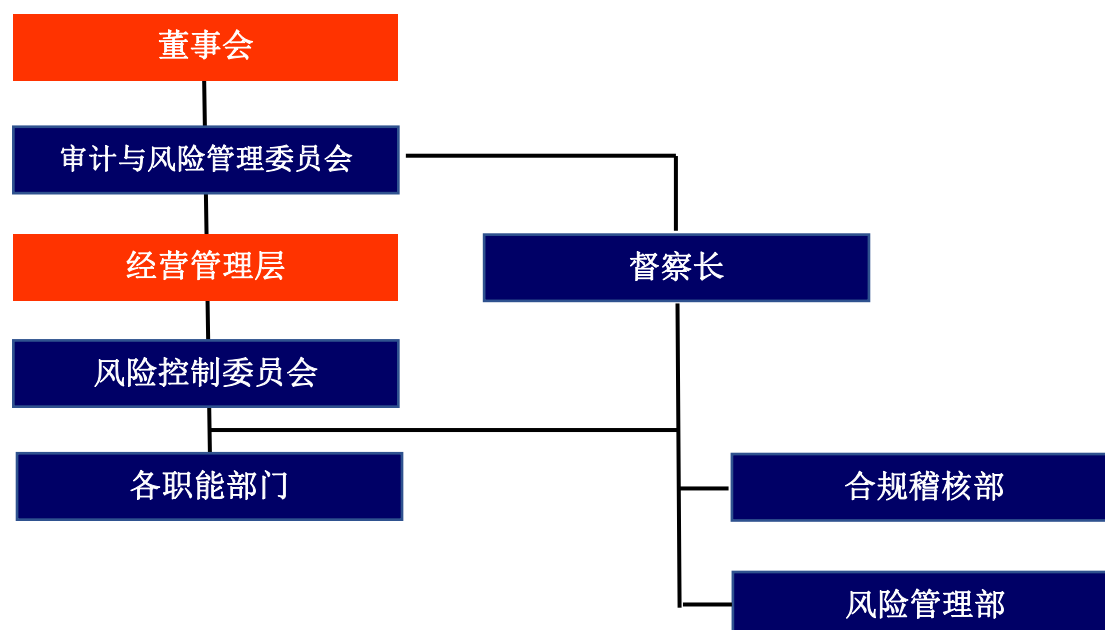 董事会
审计与风险管理委员会
经营管理层
督察长
风险控制委员会
各职能部门
合规稽核部
风险管理部